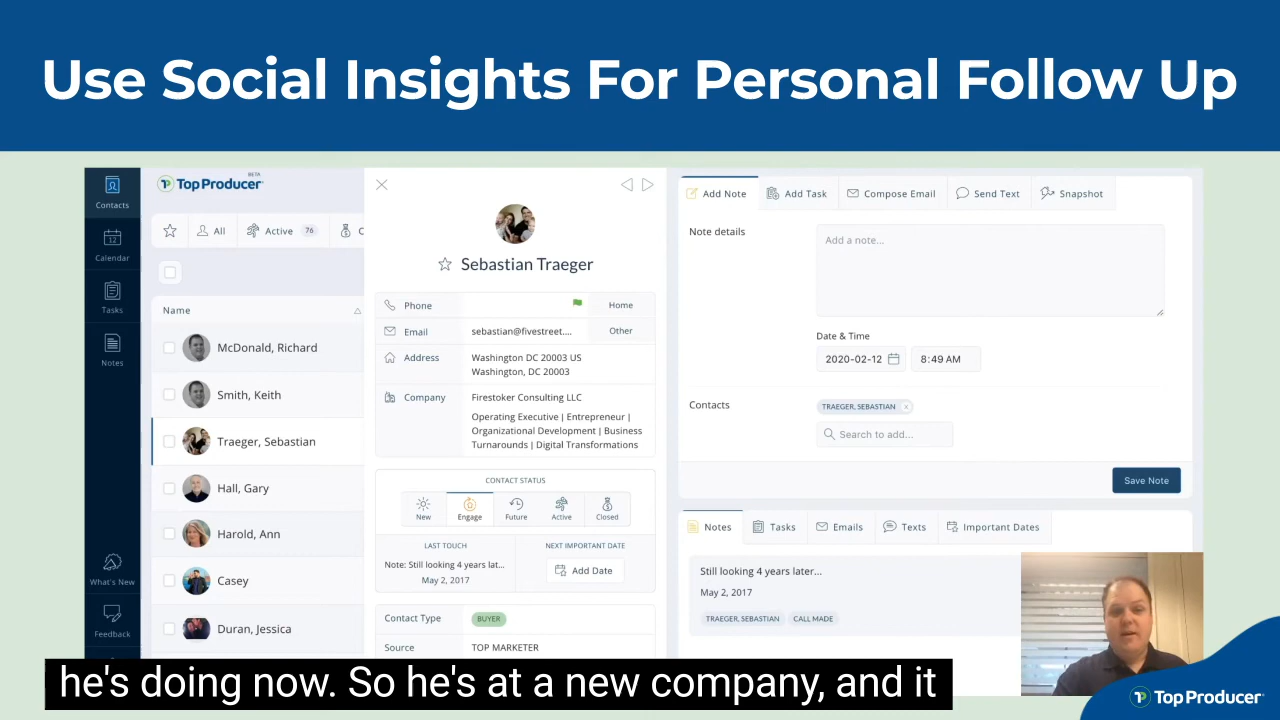 Use Social Insights For Personal Follow Up
Contacts
Calendar
12
Tasks
Notes
What's New
Feedback
BETA
Top Producer
All
Active 76
C
Name
McDonald, Richard
Smith, Keith
Traeger, Sebastian
Hall, Gary
Harold, Ann
Casey
Duran, Jessica
Sebastian Traeger
Phone Home
Email sebastian@fivestreet.... Other
Address Washington DC 20003 US
Washington, DC 20003
Company Firestoker Consulting LLC
Operating Executive | Entrepreneur |
Organizational Development | Business
Turnarounds | Digital Transformations
CONTACT STATUS
New Engage Future Active Closed
LAST TOUCH
Note: Still looking 4 years lat...
May 2, 2017
NEXT IMPORTANT DATE
Add Date
Contact Type BUYER
Source TOP MARKETER
Add Note Add Task Compose Email Send Text Snapshot
Note details
Add a note...
Date & Time
2020-02-12 8:49 AM
Contacts
TRAEGER, SEBASTIAN x
Search to add...
Save Note
Notes Tasks Emails Texts Important Dates
Still looking 4 years later...
May 2, 2017
TRAEGER, SEBASTIAN CALL MADE
he's doing now. So he's at a new company, and it
Top Producer